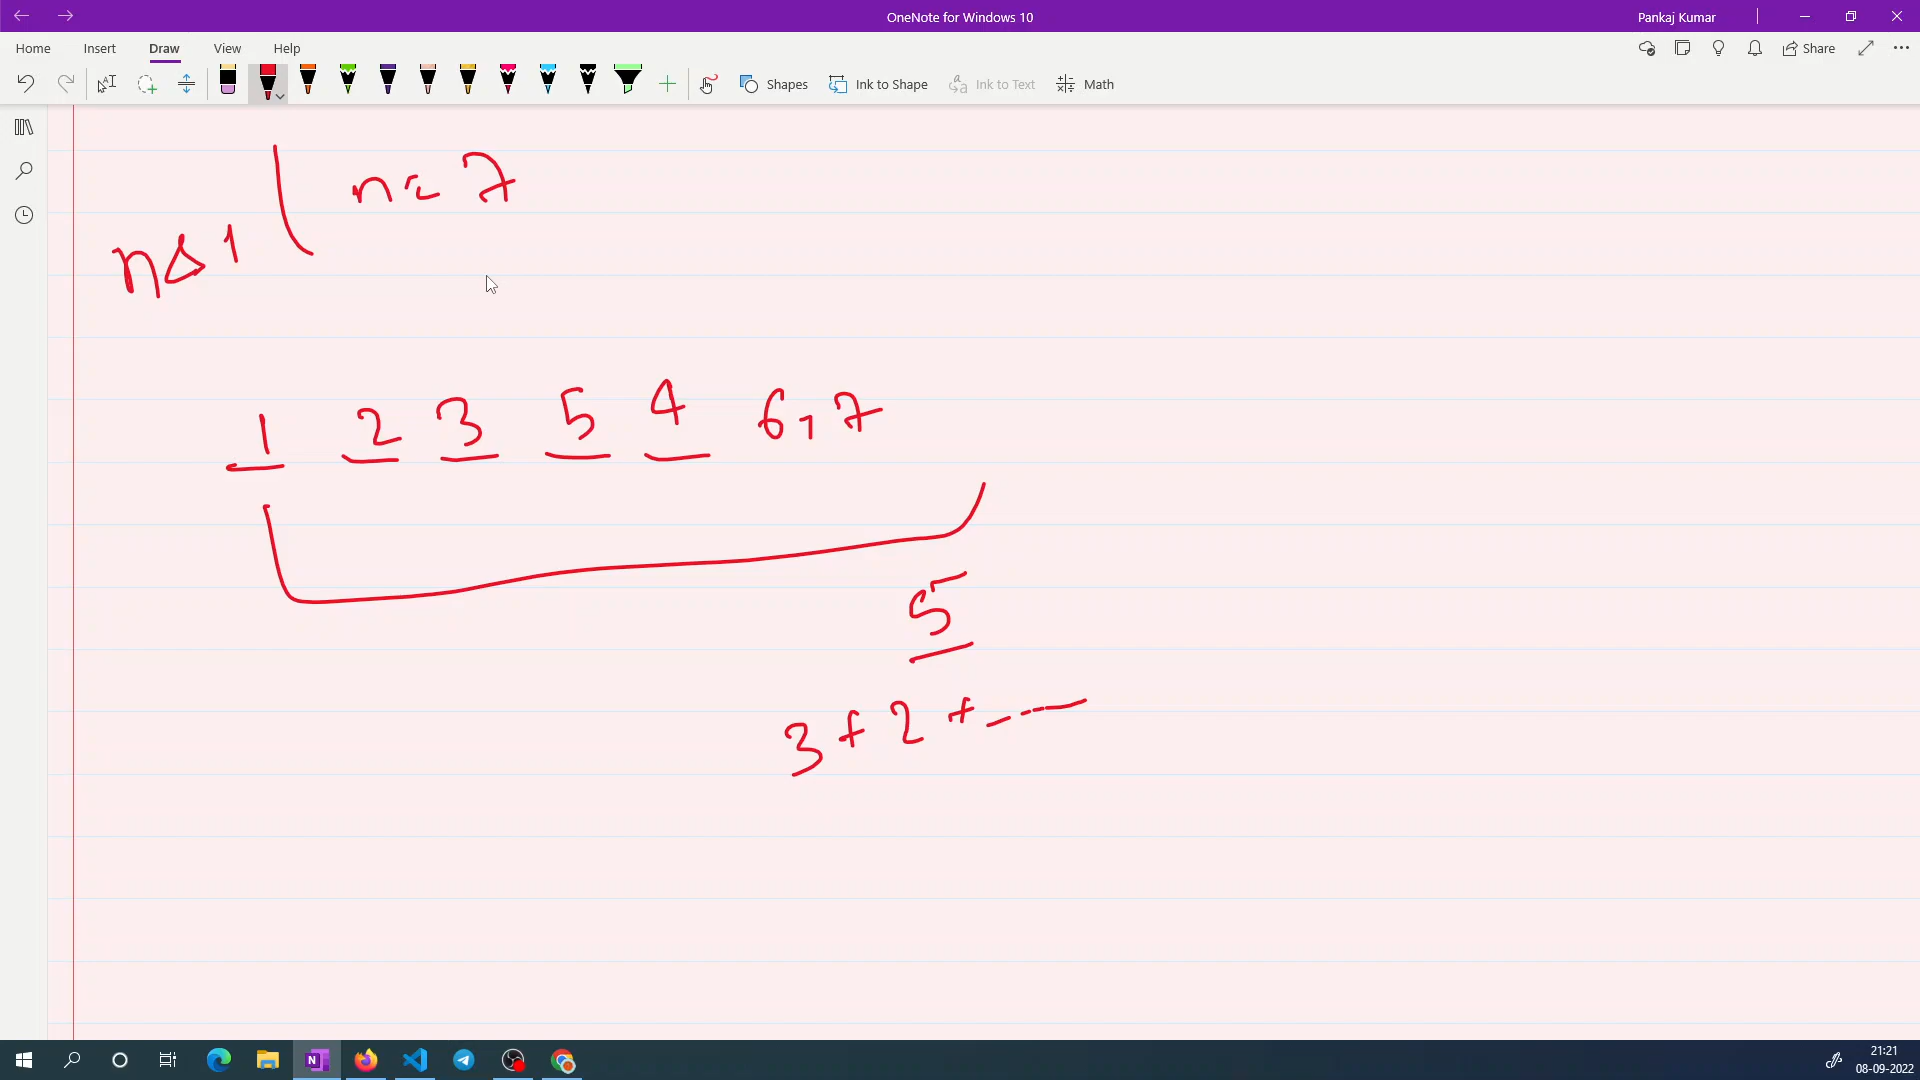 OneNote for Windows 10
Pankaj Kumar
Home Insert Draw View Help
Share
Shapes Ink to Shape Ink to Text Math
n = 7
1 2 3 5 4 6, 7
5
3 + 2 + -----
21:21
08-09-2022